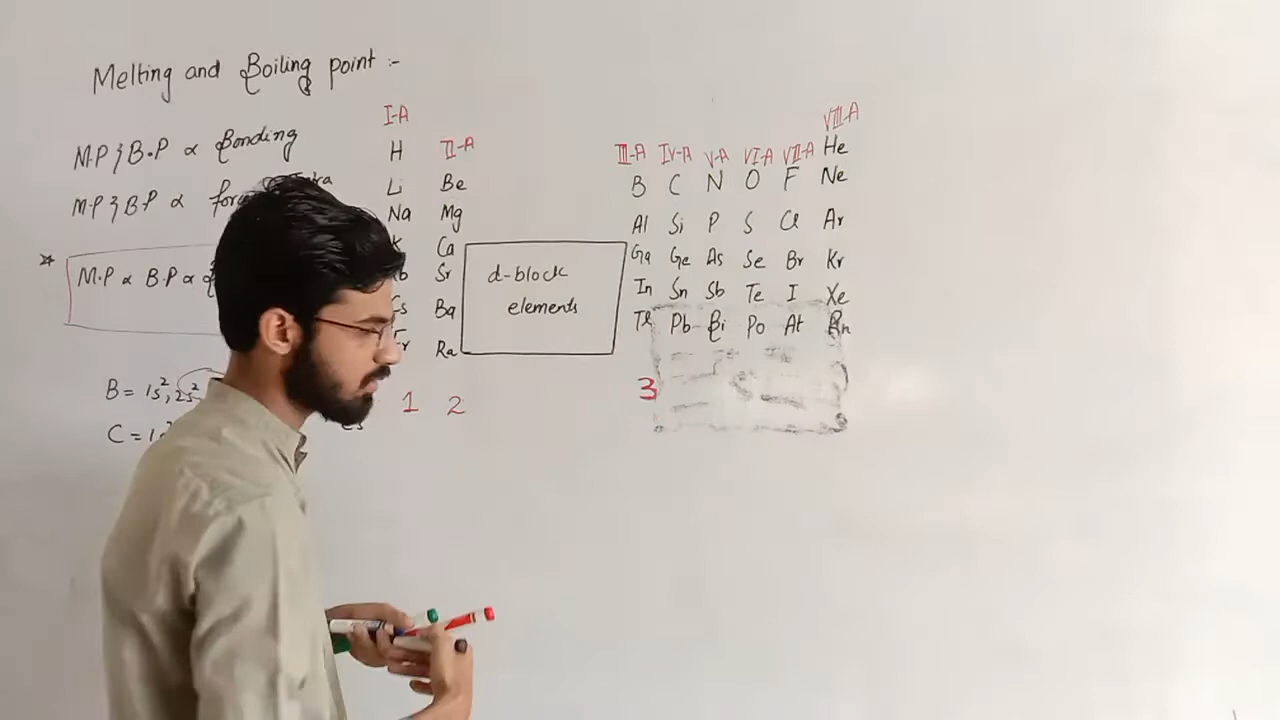 Melting and Boiling point :-
M.P & B.P ∝ Bonding
M.P & B.P ∝
* M.P ∝ B.P ∝
B = 1s², 2s²
C = 1
I-A II-A III-A IV-A V-A VI-A VII-A VIII-A
H He
Li Be B C N O F Ne
Na Mg Al Si P S Cl Ar
Ca Ga Ge As Se Br Kr
Sr In Sn Sb Te I Xe
Ba Tl Pb Bi Po At Rn
Ra
d-block
elements
1 2 3